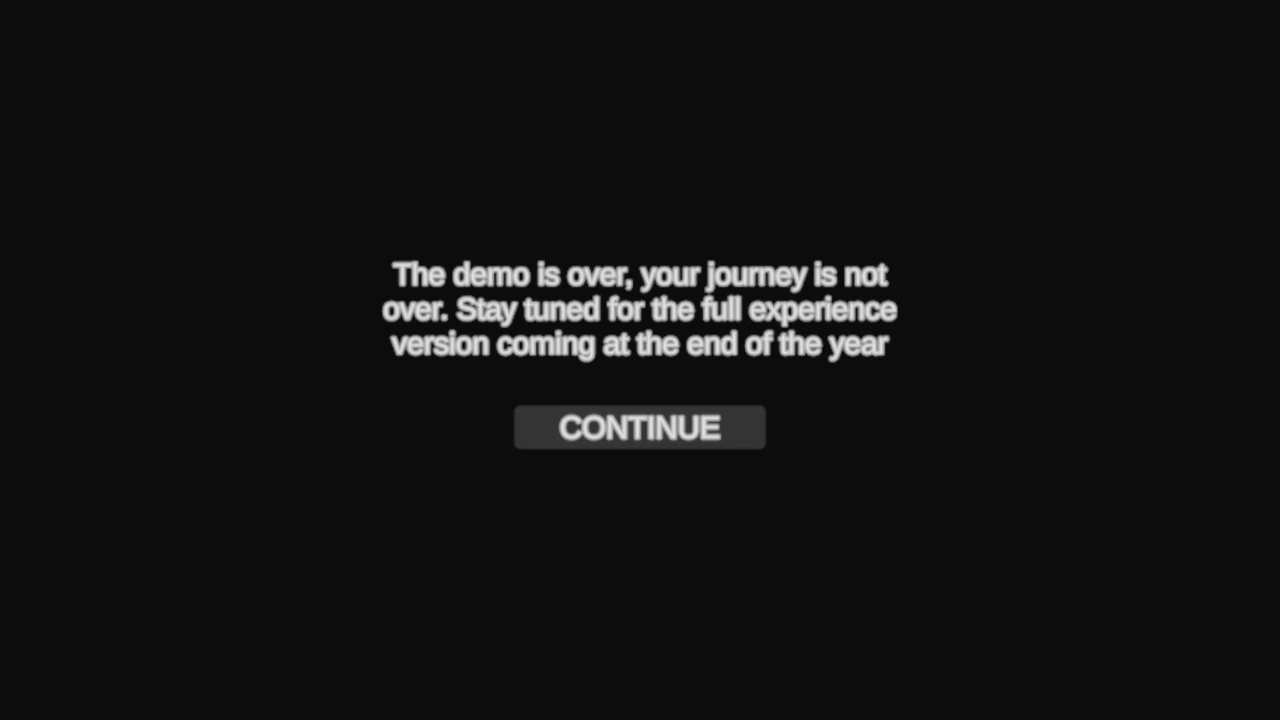 The demo is over, your journey is not
over. Stay tuned for the full experience
version coming at the end of the year
CONTINUE